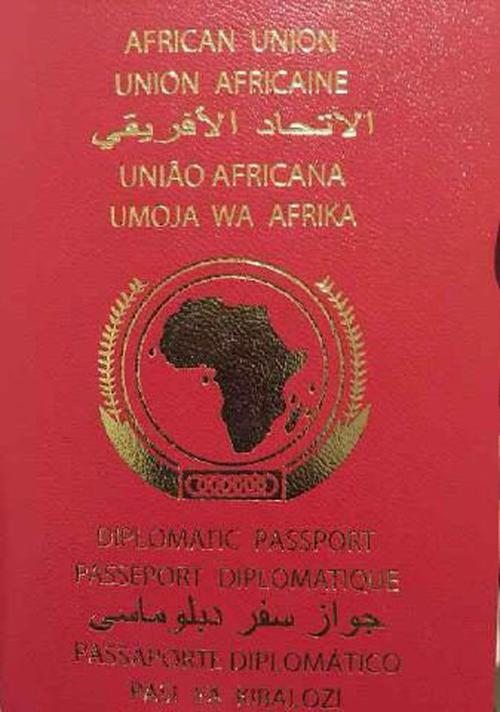 AFRICAN UNION
UNION AFRICAINE
الاتحاد الأفريقي
UNIÃO AFRICANA
UMOJA WA AFRIKA
DIPLOMATIC PASSPORT
PASSEPORT DIPLOMATIQUE
جواز سفر دبلوماسى
PASSAPORTE DIPLOMÁTICO
PASI YA KIBALOZI